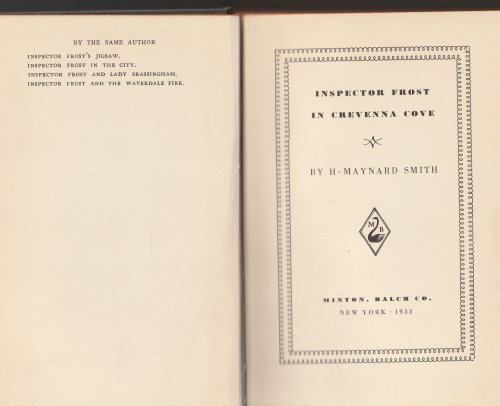 BY THE SAME AUTHOR
INSPECTOR FROST'S JIGSAW.
INSPECTOR FROST IN THE CITY.
INSPECTOR FROST AND LADY BRASSINGHAM.
INSPECTOR FROST AND THE WAVERDALE FIRE.
INSPECTOR FROST
IN CREVENNA COVE
BY H · MAYNARD SMITH
M B
MINTON, BALCH CO.
NEW YORK · 1933